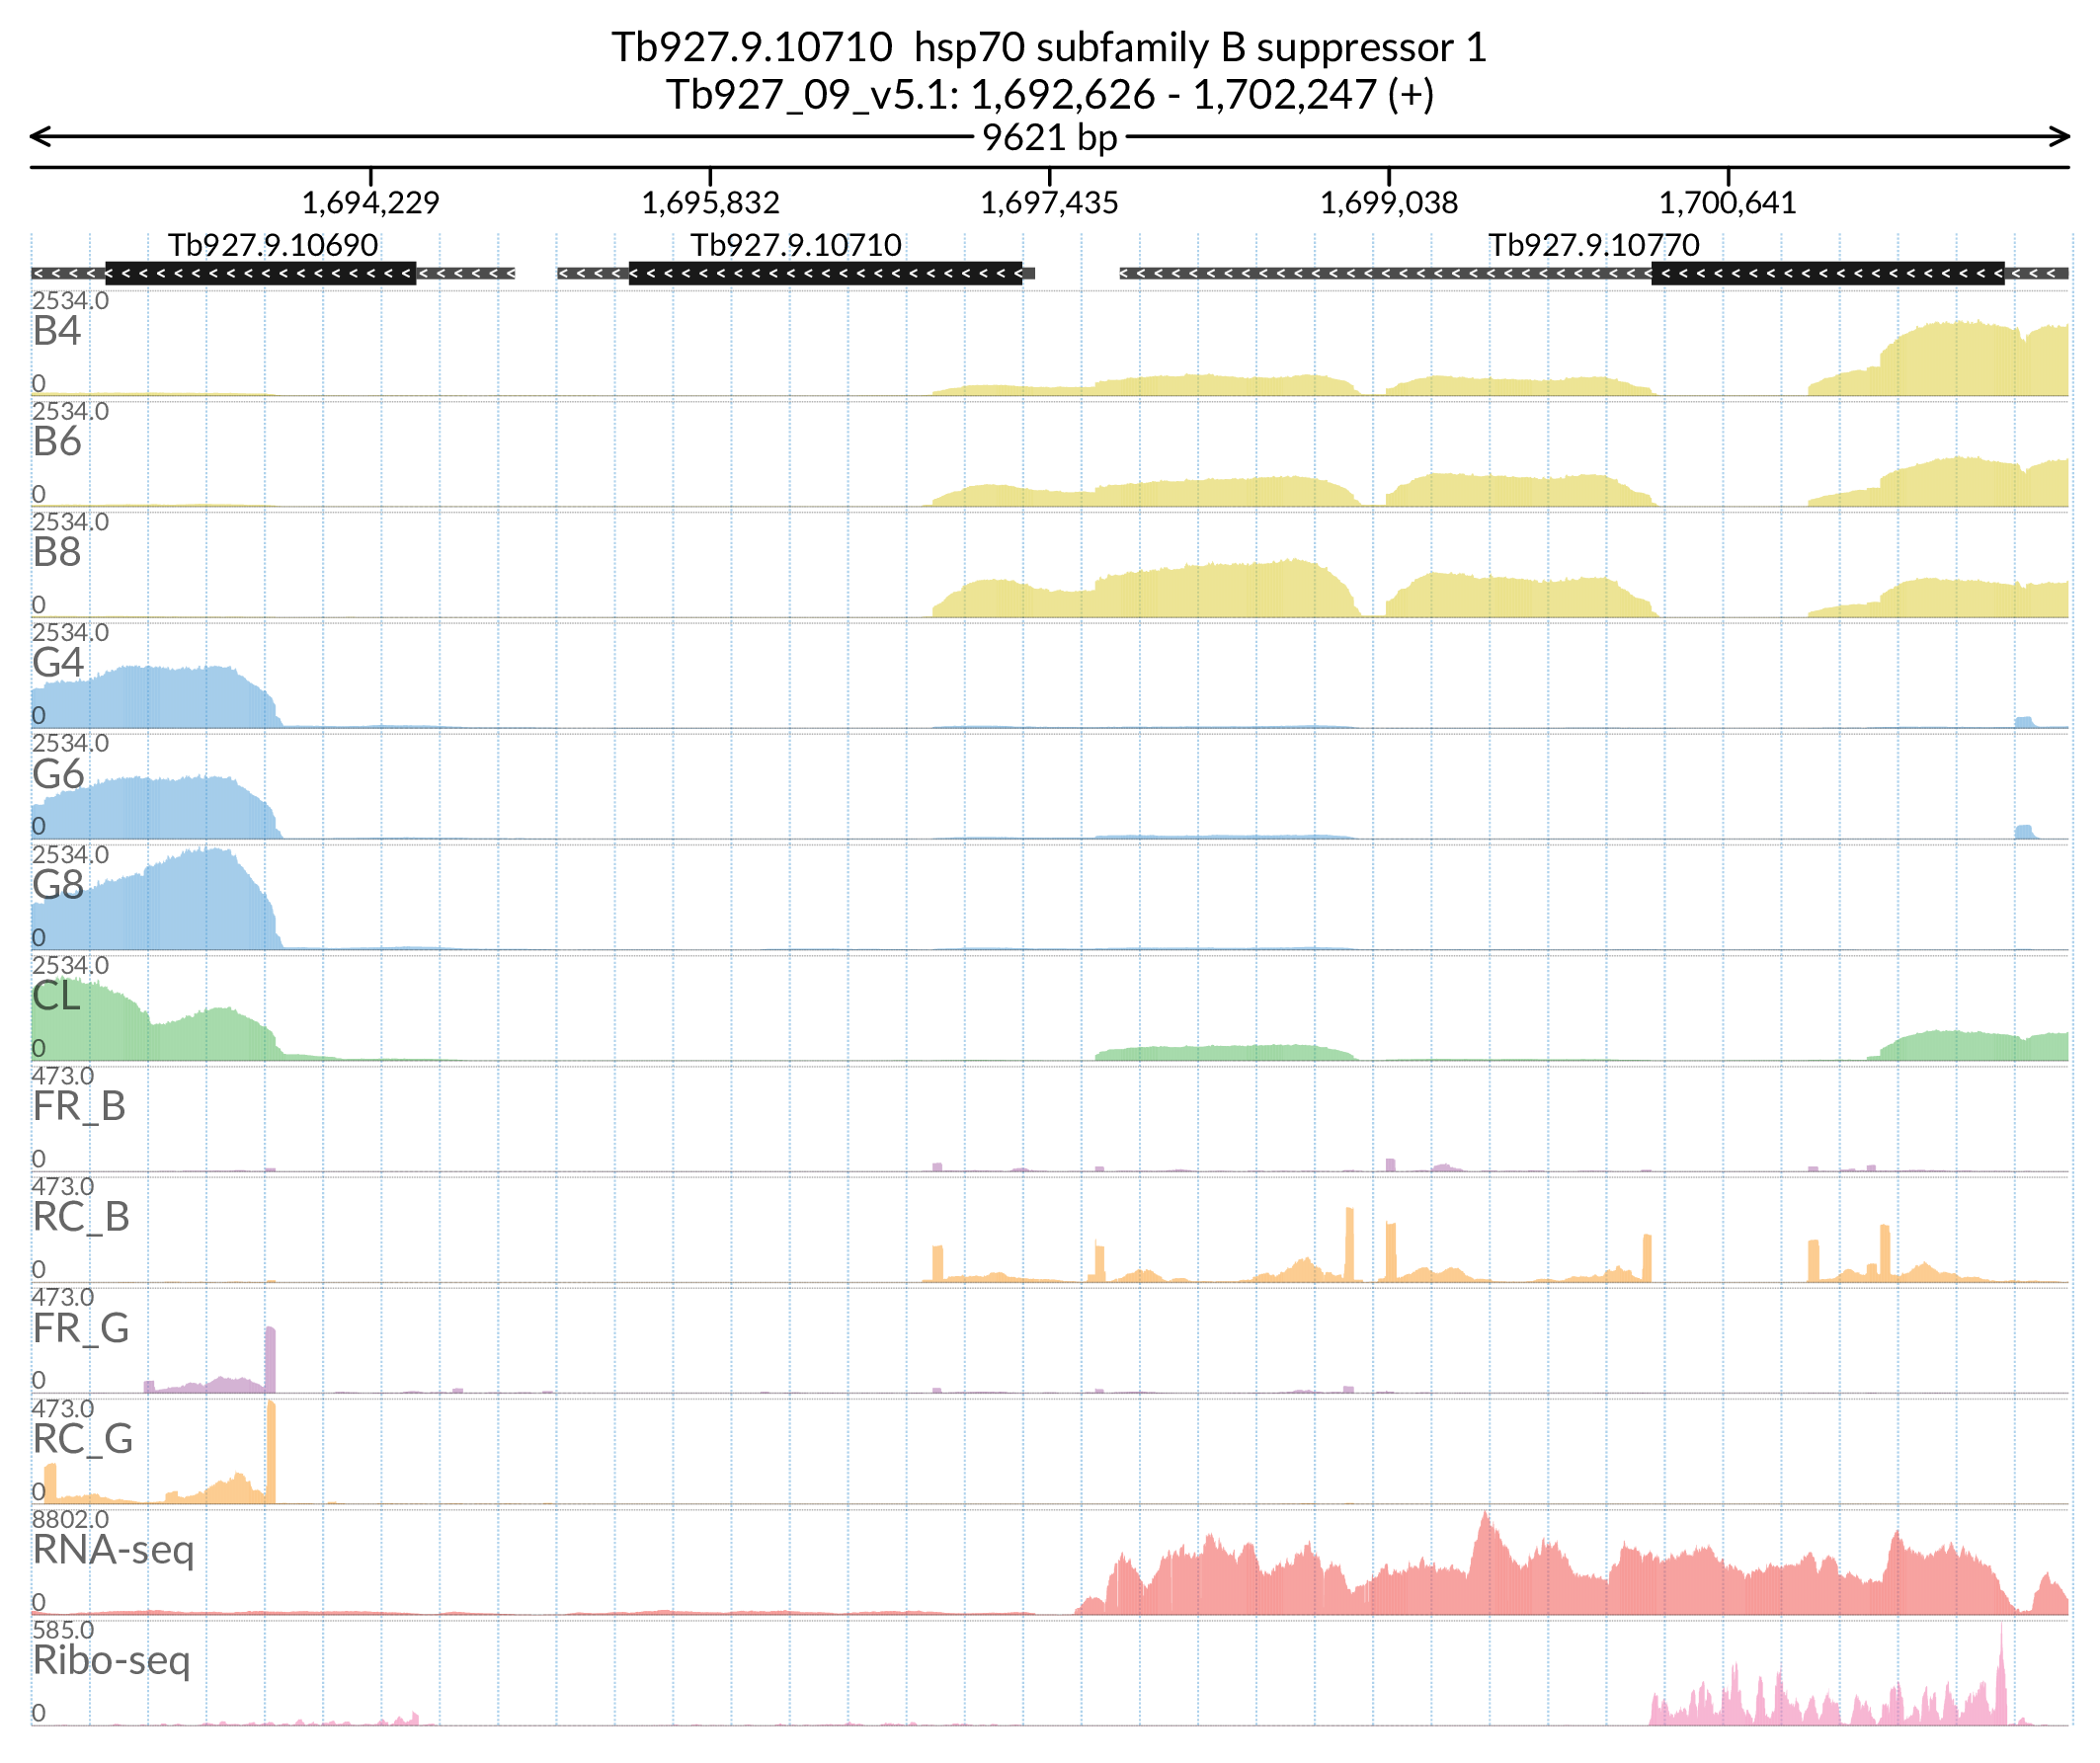 Tb927.9.10710 hsp70 subfamily B suppressor 1
Tb927_09_v5.1: 1,692,626 - 1,702,247 (+)
9621 bp
1,694,229 1,695,832 1,697,435 1,699,038 1,700,641
Tb927.9.10690 Tb927.9.10710 Tb927.9.10770
2534.0
B4
0
2534.0
B6
0
2534.0
B8
0
2534.0
G4
0
2534.0
G6
0
2534.0
G8
0
2534.0
CL
0
473.0
FR_B
0
473.0
RC_B
0
473.0
FR_G
0
473.0
RC_G
0
8802.0
RNA-seq
0
585.0
Ribo-seq
0